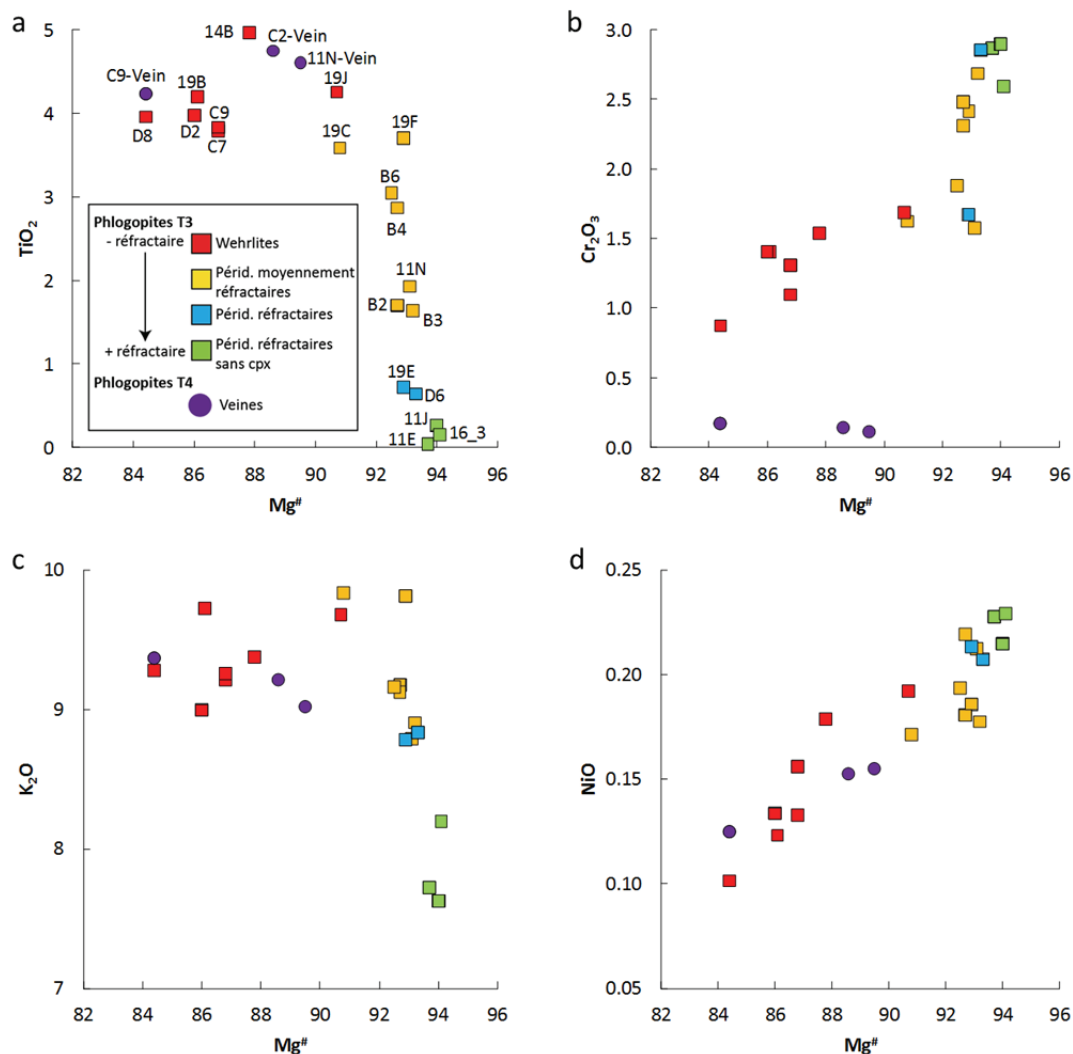 a
TiO2
5
4
3
2
1
0
14B
C2-Vein
11N-Vein
C9-Vein
19B
19J
D8
D2
C9
C7
19C
19F
B6
B4
11N
B2
B3
19E
D6
11J
16_3
11E
Phlogopites T3
- réfractaire
+ réfractaire
Wehrlites
Périd. moyennement
réfractaires
Périd. réfractaires
Périd. réfractaires
sans cpx
Phlogopites T4
Veines
82 84 86 88 90 92 94 96
Mg#
b
Cr2O3
3.0
2.5
2.0
1.5
1.0
0.5
0.0
82 84 86 88 90 92 94 96
Mg#
c
K2O
10
9
8
7
82 84 86 88 90 92 94 96
Mg#
d
NiO
0.25
0.20
0.15
0.10
0.05
82 84 86 88 90 92 94 96
Mg#